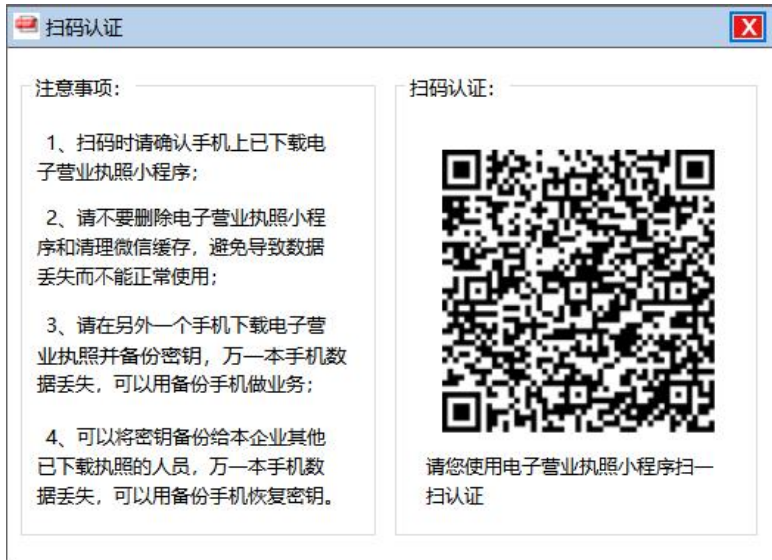 扫码认证
注意事项：
1、扫码时请确认手机上已下载电
子营业执照小程序；
2、请不要删除电子营业执照小程
序和清理微信缓存，避免导致数据
丢失而不能正常使用；
3、请在另外一个手机下载电子营
业执照并备份密钥，万一本手机数
据丢失，可以用备份手机做业务；
4、可以将密钥备份给本企业其他
已下载执照的人员，万一本手机数
据丢失，可以用备份手机恢复密钥。
扫码认证：
请您使用电子营业执照小程序扫一
扫认证